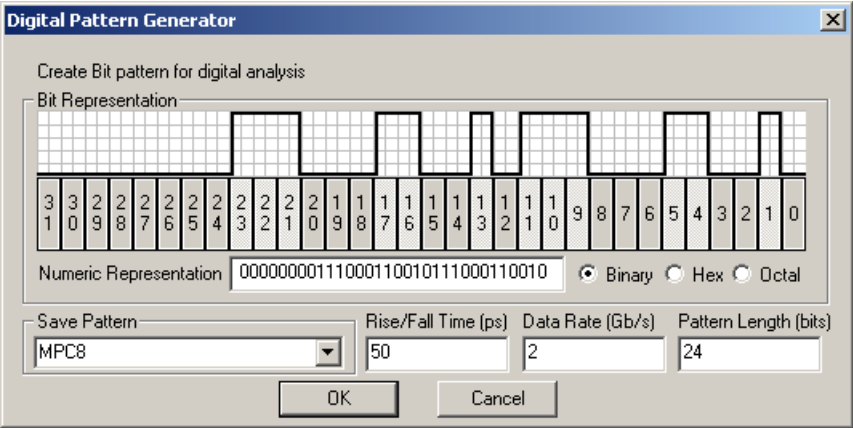 Digital Pattern Generator
Create Bit pattern for digital analysis
Bit Representation
31 30 29 28 27 26 25 24 23 22 21 20 19 18 17 16 15 14 13 12 11 10 9 8 7 6 5 4 3 2 1 0
Numeric Representation 00000000111000110010111000110010 Binary Hex Octal
Save Pattern Rise/Fall Time (ps) Data Rate (Gb/s) Pattern Length (bits)
MPC8 50 2 24
OK Cancel